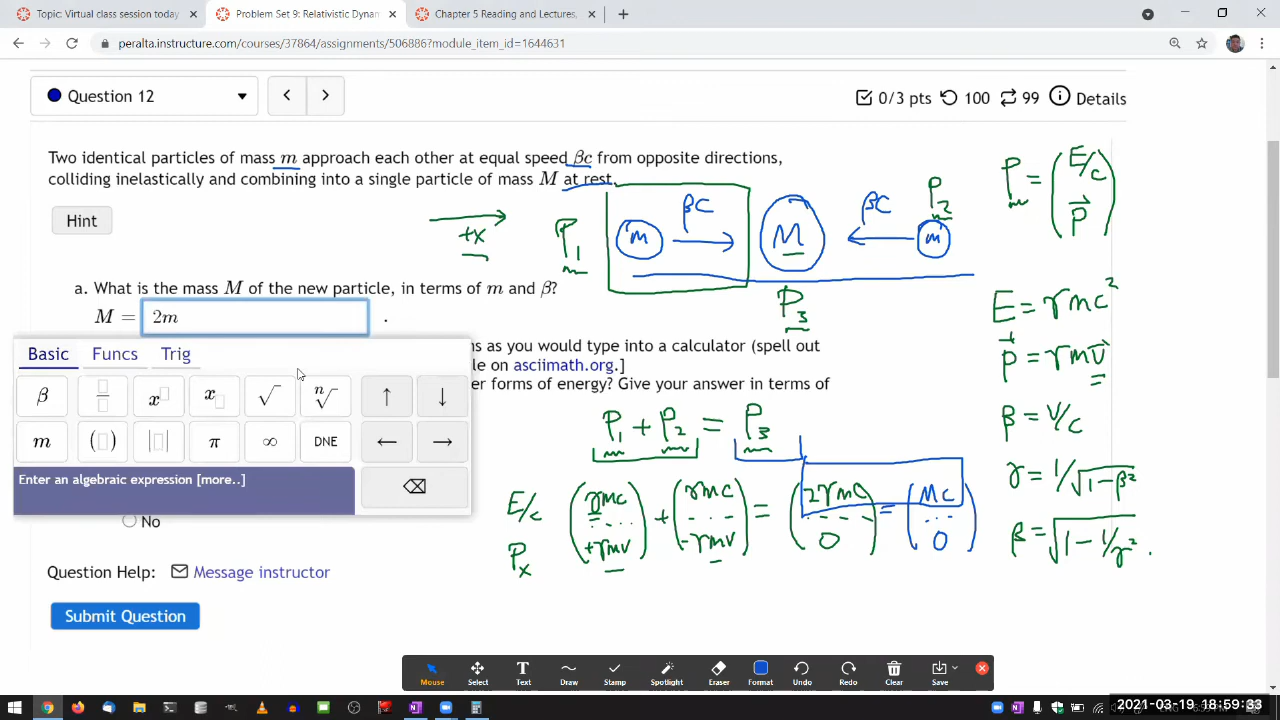 Topic: Virtual class session today
Problem Set 9: Relativistic Dynar
Chapter 5 Reading and Lectures,
peralta.instructure.com/courses/37864/assignments/506886?module_item_id=1644631
Question 12
0/3 pts 100 99 Details
Two identical particles of mass m approach each other at equal speed βc from opposite directions,
colliding inelastically and combining into a single particle of mass M at rest.
Hint
+x P₁ m βc M βc P₂ m
P₃
P = (E/c
P⃗)
a. What is the mass M of the new particle, in terms of m and β?
M = 2m .
E = γmc²
p⃗ = γmv⃗
β = v/c
γ = 1/√1-β²
β = √1 - 1/γ² .
Basic Funcs Trig
ns as you would type into a calculator (spell out
le on asciimath.org.]
er forms of energy? Give your answer in terms of
β x √ ⁿ√ ↑ ↓
m (▯) |▯| π ∞ DNE ← →
Enter an algebraic expression [more..]
P₁ + P₂ = P₃
E/c (γmc + (γmc = (2γmc = (Mc
Pₓ +γmv) -γmv) 0) 0)
No
Question Help: Message instructor
Submit Question
Mouse Select Text Draw Stamp Spotlight Eraser Format Undo Redo Clear Save
2021-03-19 18:59:33